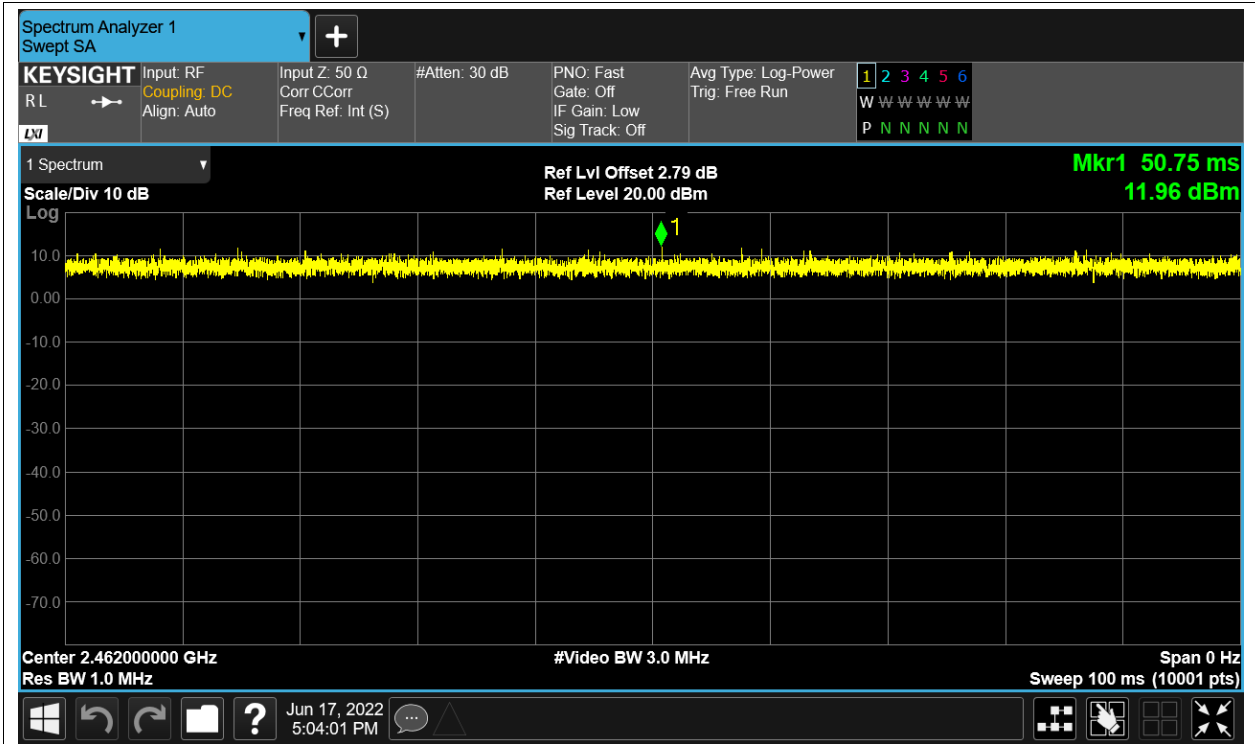 Spectrum Analyzer 1
Swept SA
+
KEYSIGHT
R L
LXI
Input: RF
Coupling: DC
Align: Auto
Input Z: 50 Ω
Corr CCorr
Freq Ref: Int (S)
#Atten: 30 dB
PNO: Fast
Gate: Off
IF Gain: Low
Sig Track: Off
Avg Type: Log-Power
Trig: Free Run
1 2 3 4 5 6
W W W W W W
P N N N N N
1 Spectrum
Scale/Div 10 dB
Log
Ref Lvl Offset 2.79 dB
Ref Level 20.00 dBm
Mkr1 50.75 ms
11.96 dBm
1
10.0
0.00
-10.0
-20.0
-30.0
-40.0
-50.0
-60.0
-70.0
Center 2.462000000 GHz
Res BW 1.0 MHz
#Video BW 3.0 MHz
Span 0 Hz
Sweep 100 ms (10001 pts)
?
Jun 17, 2022
5:04:01 PM